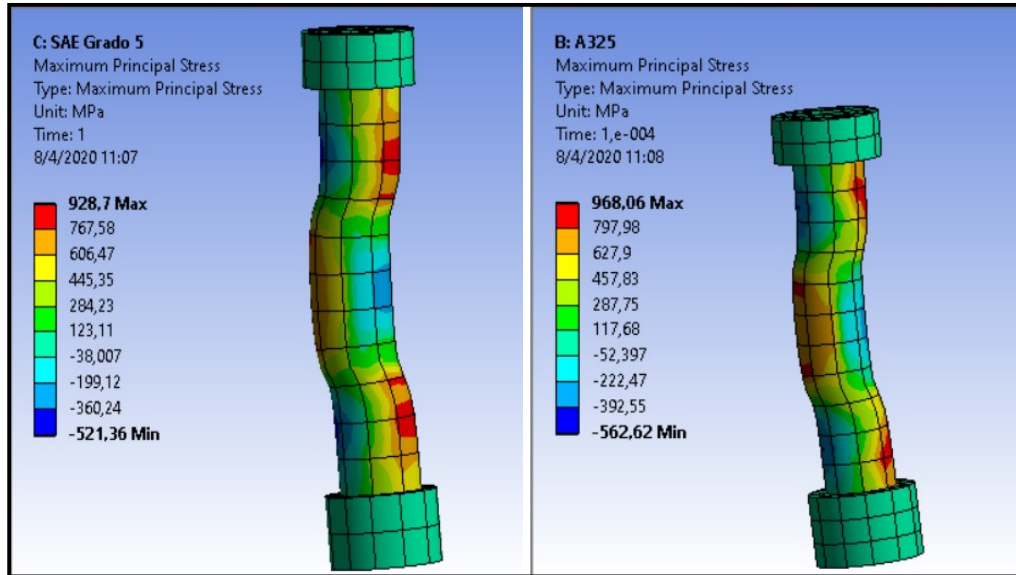 C: SAE Grado 5
Maximum Principal Stress
Type: Maximum Principal Stress
Unit: MPa
Time: 1
8/4/2020 11:07
928,7 Max
767,58
606,47
445,35
284,23
123,11
-38,007
-199,12
-360,24
-521,36 Min
B: A325
Maximum Principal Stress
Type: Maximum Principal Stress
Unit: MPa
Time: 1,e-004
8/4/2020 11:08
968,06 Max
797,98
627,9
457,83
287,75
117,68
-52,397
-222,47
-392,55
-562,62 Min